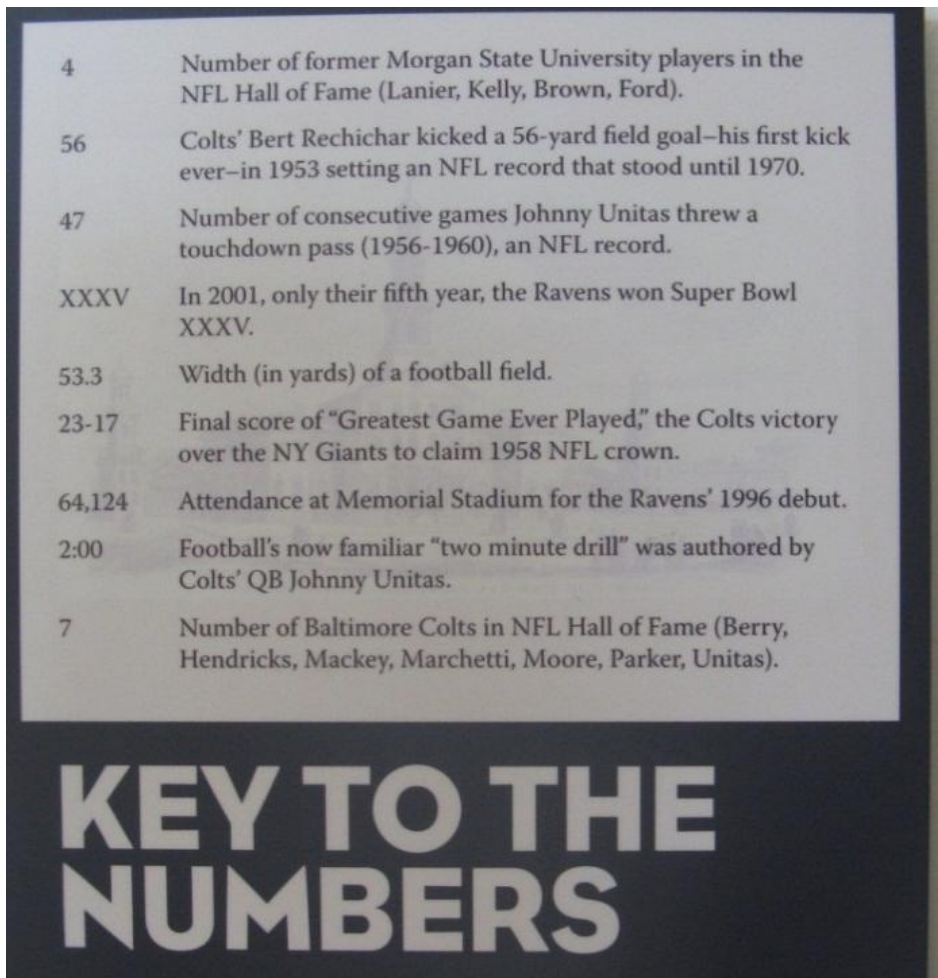 4 Number of former Morgan State University players in the
NFL Hall of Fame (Lanier, Kelly, Brown, Ford).
56 Colts' Bert Rechichar kicked a 56-yard field goal–his first kick
ever–in 1953 setting an NFL record that stood until 1970.
47 Number of consecutive games Johnny Unitas threw a
touchdown pass (1956-1960), an NFL record.
XXXV In 2001, only their fifth year, the Ravens won Super Bowl
XXXV.
53.3 Width (in yards) of a football field.
23-17 Final score of "Greatest Game Ever Played," the Colts victory
over the NY Giants to claim 1958 NFL crown.
64,124 Attendance at Memorial Stadium for the Ravens' 1996 debut.
2:00 Football's now familiar "two minute drill" was authored by
Colts' QB Johnny Unitas.
7 Number of Baltimore Colts in NFL Hall of Fame (Berry,
Hendricks, Mackey, Marchetti, Moore, Parker, Unitas).
KEY TO THE
NUMBERS